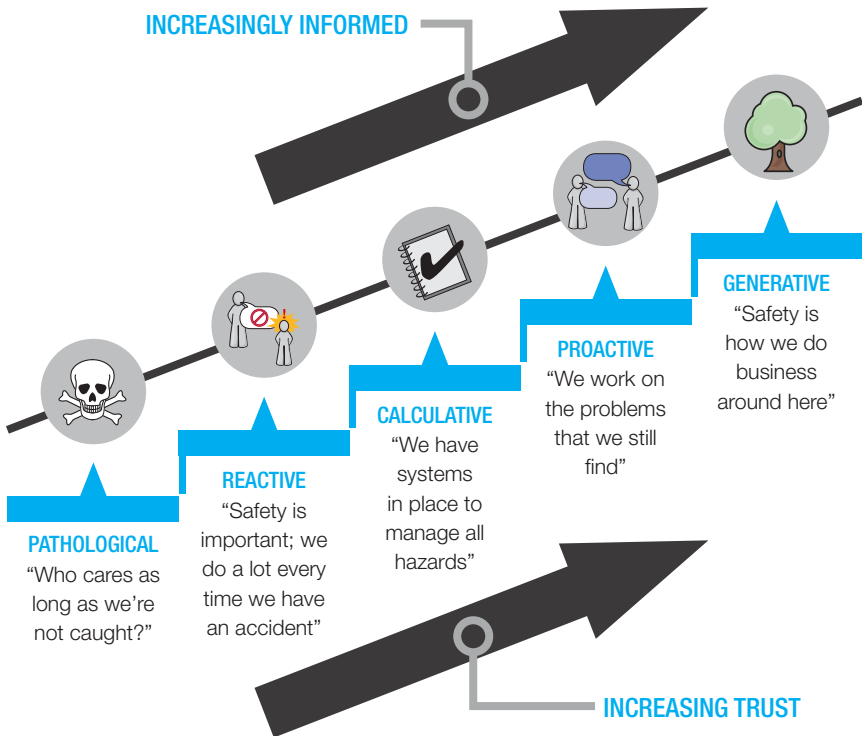 INCREASINGLY INFORMED
GENERATIVE
“Safety is
how we do
business
around here”
PROACTIVE
“We work on
the problems
that we still
find”
CALCULATIVE
“We have
systems
in place to
manage all
hazards”
REACTIVE
“Safety is
important; we
do a lot every
time we have
an accident”
PATHOLOGICAL
“Who cares as
long as we’re
not caught?”
INCREASING TRUST